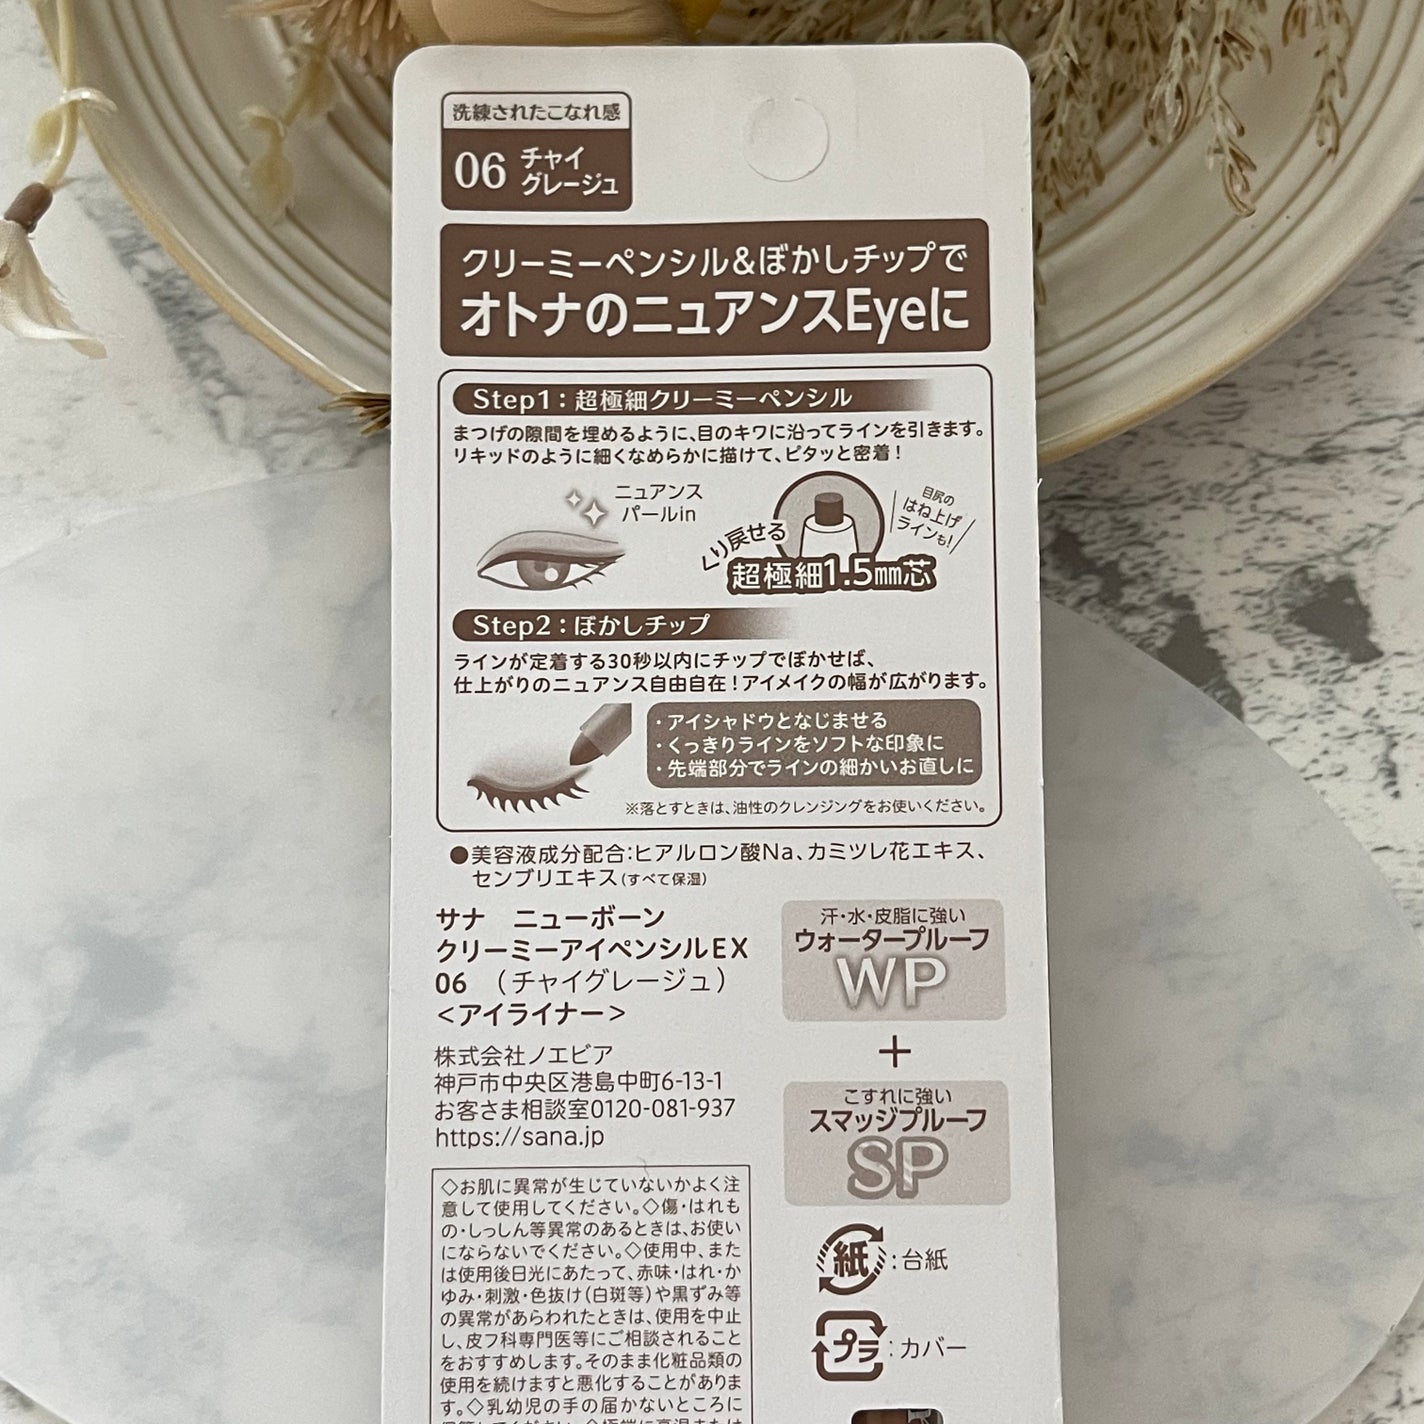 洗練されたこなれ感
06 チャイ
グレージュ
クリーミーペンシル&ぼかしチップで
オトナのニュアンスEyeに
Step1：超極細クリーミーペンシル
まつげの隙間を埋めるように、目のキワに沿ってラインを引きます。
リキッドのように細くなめらかに描けて、ピタッと密着！
ニュアンス
パールin
くり戻せる
超極細1.5mm芯
目尻の
はね上げ
ラインも！
Step2：ぼかしチップ
ラインが定着する30秒以内にチップでぼかせば、
仕上がりのニュアンス自由自在！アイメイクの幅が広がります。
・アイシャドウとなじませる
・くっきりラインをソフトな印象に
・先端部分でラインの細かいお直しに
※落とすときは、油性のクレンジングをお使いください。
●美容液成分配合：ヒアルロン酸Na、カミツレ花エキス、
センブリエキス（すべて保湿）
サナ　ニューボーン
クリーミーアイペンシルEX
06　（チャイグレージュ）
＜アイライナー＞
株式会社ノエビア
神戸市中央区港島中町6-13-1
お客さま相談室0120-081-937
https://sana.jp
◇お肌に異常が生じていないかよく注
意して使用してください。◇傷・はれも
の・しっしん等異常のあるときは、お使い
にならないでください。◇使用中、また
は使用後日光にあたって、赤味・はれ・か
ゆみ・刺激・色抜け（白斑等）や黒ずみ等
の異常があらわれたときは、使用を中止
し、皮フ科専門医等にご相談されること
をおすすめします。そのまま化粧品類の
使用を続けますと悪化することがありま
す。◇乳幼児の手の届かないところに
汗・水・皮脂に強い
ウォータープルーフ
WP
+
こすれに強い
スマッジプルーフ
SP
紙：台紙
プラ：カバー